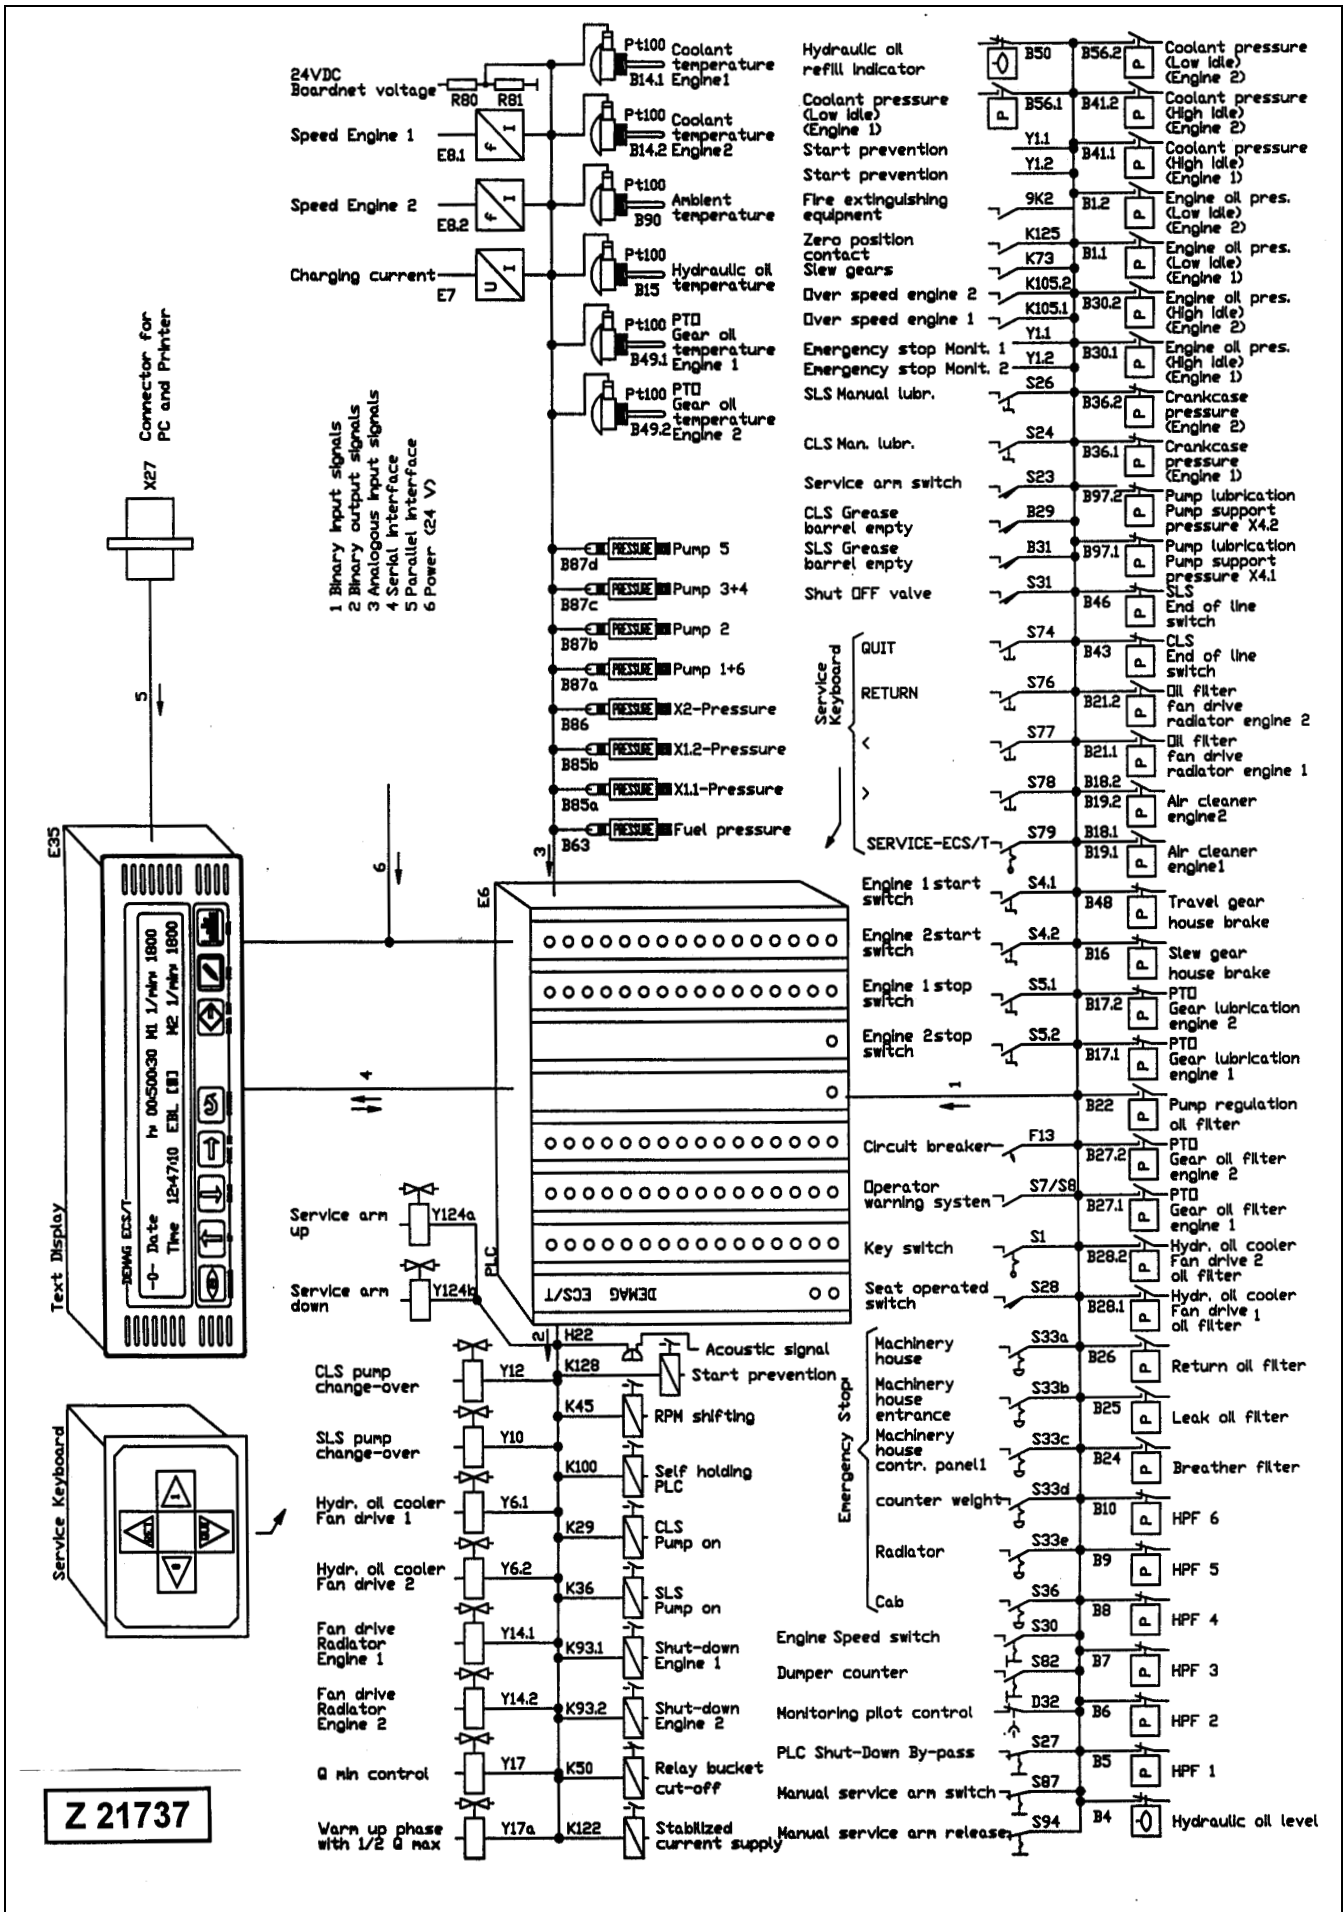 24VDC
Boardnet voltage
R80
R81
Speed Engine 1
E8.1
f
I
Speed Engine 2
E8.2
f
I
Charging current
E7
U
I
Pt100
B14.1
Coolant
temperature
Engine1
Pt100
B14.2
Coolant
temperature
Engine2
Pt100
B90
Ambient
temperature
Pt100
B15
Hydraulic oil
temperature
Pt100
B49.1
PTO
Gear oil
temperature
Engine 1
Pt100
B49.2
PTO
Gear oil
temperature
Engine 2
X27
Connector for
PC and Printer
5
1 Binary input signals
2 Binary output signals
3 Analogous input signals
4 Serial interface
5 Parallel interface
6 Power (24 V)
PRESSURE
B87d
Pump 5
PRESSURE
B87c
Pump 3+4
PRESSURE
B87b
Pump 2
PRESSURE
B87a
Pump 1+6
PRESSURE
B86
X2-Pressure
PRESSURE
B85b
X1.2-Pressure
PRESSURE
B85a
X1.1-Pressure
PRESSURE
B63
Fuel pressure
3
6
4
1
2
E35
Text Display
DEMAG ECS/T
-0- Date h: 00500:30 M1 1/min: 1800
Time 12:47:10 EBL [8] M2 1/min: 1800
E6
PLC
ECS/T DEMAG
Service Keyboard
Service arm
up
Y124a
Service arm
down
Y124b
CLS pump
change-over
Y12
SLS pump
change-over
Y10
Hydr. oil cooler
Fan drive 1
Y6.1
Hydr. oil cooler
Fan drive 2
Y6.2
Fan drive
Radiator
Engine 1
Y14.1
Fan drive
Radiator
Engine 2
Y14.2
Q min control
Y17
Warm up phase
with 1/2 Q max
Y17a
H22
Acoustic signal
K128
Start prevention
K45
RPM shifting
K100
Self holding
PLC
K29
CLS
Pump on
K36
SLS
Pump on
K93.1
Shut-down
Engine 1
K93.2
Shut-down
Engine 2
K50
Relay bucket
cut-off
K122
Stabilized
current supply
Hydraulic oil
refill indicator
B50
Coolant pressure
(Low idle)
(Engine 1)
B56.1
P
Start prevention
Y1.1
Start prevention
Y1.2
Fire extinguishing
equipment
9K2
Zero position
contact
K125
Slew gears
K73
Over speed engine 2
K105.2
Over speed engine 1
K105.1
Emergency stop Monit. 1
Y1.1
Emergency stop Monit. 2
Y1.2
SLS Manual lubr.
S26
CLS Man. lubr.
S24
Service arm switch
S23
CLS Grease
barrel empty
B29
SLS Grease
barrel empty
B31
Shut OFF valve
S31
Service
Keyboard
QUIT
S74
RETURN
S76
<
S77
>
S78
SERVICE-ECS/T
S79
Engine 1 start
switch
S4.1
Engine 2start
switch
S4.2
Engine 1 stop
switch
S5.1
Engine 2stop
switch
S5.2
Circuit breaker
F13
Operator
warning system
S7/S8
Key switch
S1
Seat operated
switch
S28
Emergency Stop:
Machinery
house
S33a
Machinery
house
entrance
S33b
Machinery
house
contr. panel1
S33c
counter weight
S33d
Radiator
S33e
Cab
S36
Engine Speed switch
S30
Dumper counter
S82
Monitoring pilot control
D32
PLC Shut-Down By-pass
S27
Manual service arm switch
S87
Manual service arm release
S94
B56.2
P
Coolant pressure
(Low idle)
(Engine 2)
B41.2
P
Coolant pressure
(High idle)
(Engine 2)
B41.1
P
Coolant pressure
(High idle)
(Engine 1)
B1.2
P
Engine oil pres.
(Low idle)
(Engine 2)
B1.1
P
Engine oil pres.
(Low idle)
(Engine 1)
B30.2
P
Engine oil pres.
(High idle)
(Engine 2)
B30.1
P
Engine oil pres.
(High idle)
(Engine 1)
B36.2
P
Crankcase
pressure
(Engine 2)
B36.1
P
Crankcase
pressure
(Engine 1)
B97.2
P
Pump lubrication
Pump support
pressure X4.2
B97.1
P
Pump lubrication
Pump support
pressure X4.1
B46
P
SLS
End of line
switch
B43
P
CLS
End of line
switch
B21.2
P
Oil filter
fan drive
radiator engine 2
B21.1
P
Oil filter
fan drive
radiator engine 1
B18.2
B19.2
P
Air cleaner
engine2
B18.1
B19.1
P
Air cleaner
engine1
B48
P
Travel gear
house brake
B16
P
Slew gear
house brake
B17.2
P
PTO
Gear lubrication
engine 2
B17.1
P
PTO
Gear lubrication
engine 1
B22
P
Pump regulation
oil filter
B27.2
P
PTO
Gear oil filter
engine 2
B27.1
P
PTO
Gear oil filter
engine 1
B28.2
P
Hydr. oil cooler
Fan drive 2
oil filter
B28.1
P
Hydr. oil cooler
Fan drive 1
oil filter
B26
P
Return oil filter
B25
P
Leak oil filter
B24
P
Breather filter
B10
P
HPF 6
B9
P
HPF 5
B8
P
HPF 4
B7
P
HPF 3
B6
P
HPF 2
B5
P
HPF 1
B4
Hydraulic oil level
Z 21737